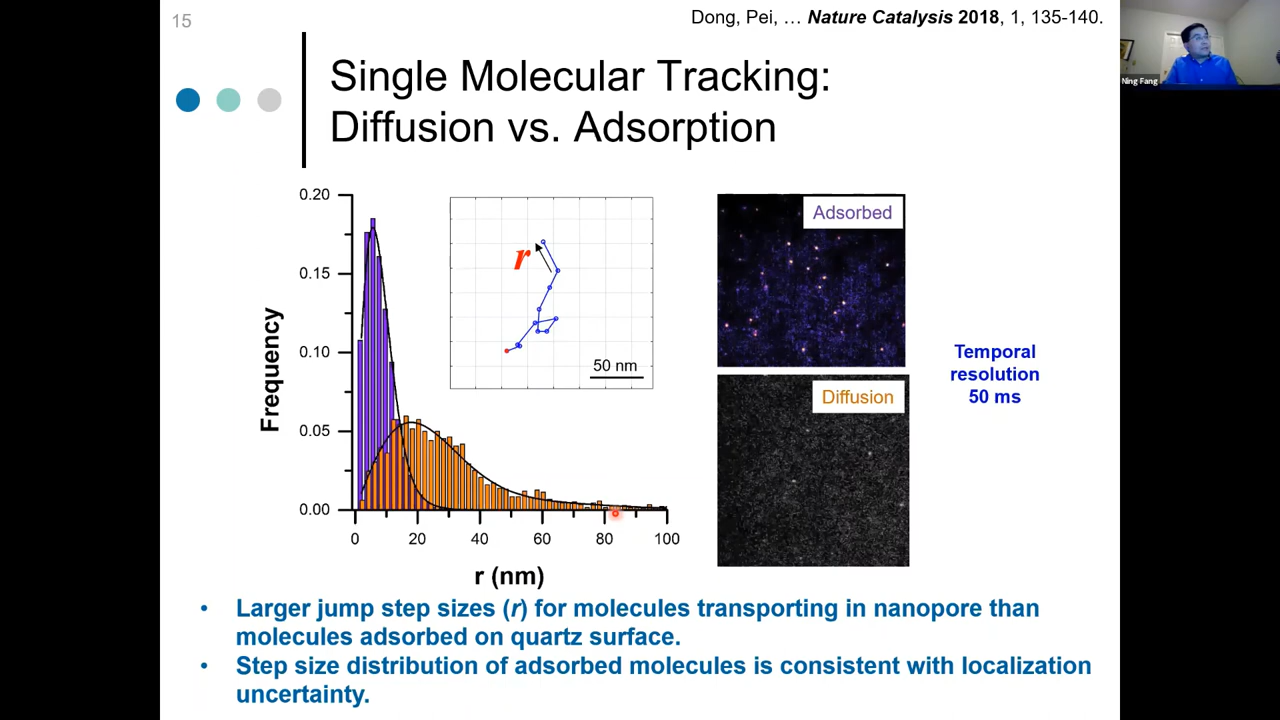 15
Dong, Pei, … Nature Catalysis 2018, 1, 135-140.
Ning Fang
Single Molecular Tracking:
Diffusion vs. Adsorption
0.20
0.15
0.10
0.05
0.00
Frequency
0
20
40
60
80
100
r (nm)
r
50 nm
Adsorbed
Diffusion
Temporal
resolution
50 ms
• Larger jump step sizes (r) for molecules transporting in nanopore than
molecules adsorbed on quartz surface.
• Step size distribution of adsorbed molecules is consistent with localization
uncertainty.